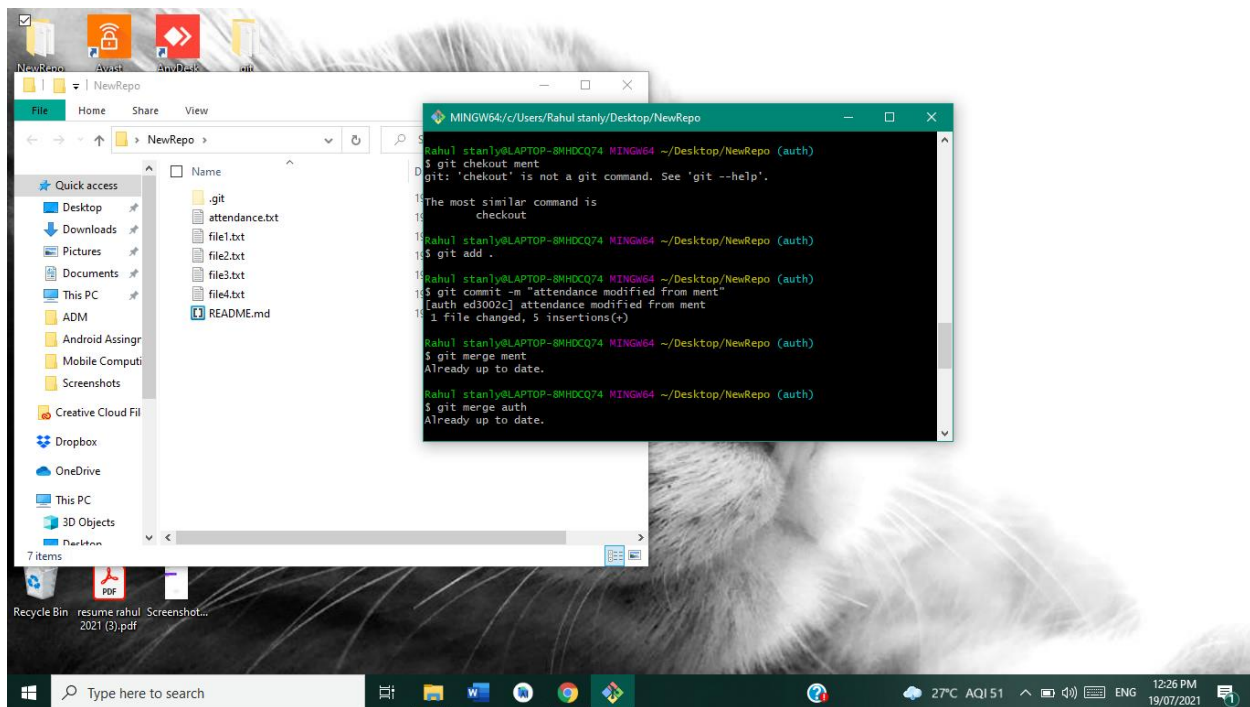 NewRepo
Avast
AnyDesk
git
NewRepo
File Home Share View
NewRepo
Name
Quick access
Desktop
Downloads
Pictures
Documents
This PC
ADM
Android Assingr
Mobile Computi
Screenshots
Creative Cloud Fil
Dropbox
OneDrive
This PC
3D Objects
Desktop
.git
attendance.txt
file1.txt
file2.txt
file3.txt
file4.txt
README.md
7 items
MINGW64:/c/Users/Rahul stanly/Desktop/NewRepo
Rahul stanly@LAPTOP-8MHDCQ74 MINGW64 ~/Desktop/NewRepo (auth)
$ git chekout ment
git: 'chekout' is not a git command. See 'git --help'.
The most similar command is
checkout
Rahul stanly@LAPTOP-8MHDCQ74 MINGW64 ~/Desktop/NewRepo (auth)
$ git add .
Rahul stanly@LAPTOP-8MHDCQ74 MINGW64 ~/Desktop/NewRepo (auth)
$ git commit -m "attendance modified from ment"
[auth ed3002c] attendance modified from ment
1 file changed, 5 insertions(+)
Rahul stanly@LAPTOP-8MHDCQ74 MINGW64 ~/Desktop/NewRepo (auth)
$ git merge ment
Already up to date.
Rahul stanly@LAPTOP-8MHDCQ74 MINGW64 ~/Desktop/NewRepo (auth)
$ git merge auth
Already up to date.
Recycle Bin
PDF
resume rahul
2021 (3).pdf
Screenshot...
Type here to search
27°C AQI 51
ENG
12:26 PM
19/07/2021
1